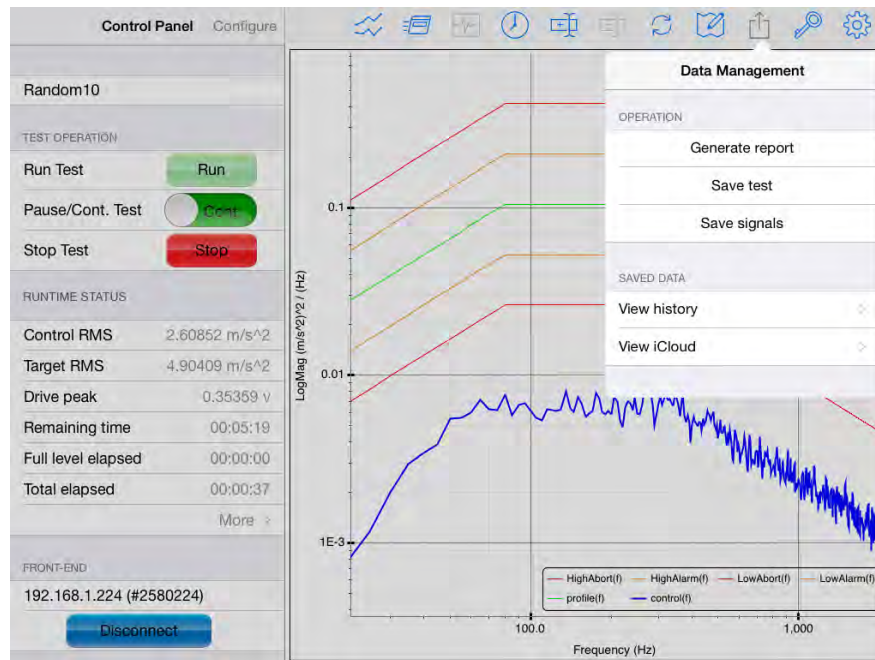 Control Panel Configure
Random10
TEST OPERATION
Run Test Run
Pause/Cont. Test Cont.
Stop Test Stop
RUNTIME STATUS
Control RMS 2.60852 m/s^2
Target RMS 4.90409 m/s^2
Drive peak 0.35359 v
Remaining time 00:05:19
Full level elapsed 00:00:00
Total elapsed 00:00:37
More >
FRONT-END
192.168.1.224 (#2580224)
Disconnect
Data Management
OPERATION
Generate report
Save test
Save signals
SAVED DATA
View history >
View iCloud >
LogMag (m/s^2)^2 / (Hz)
0.1
0.01
1E-3
HighAbort(f) HighAlarm(f) LowAbort(f) LowAlarm(f)
profile(f) control(f)
100.0 1,000
Frequency (Hz)